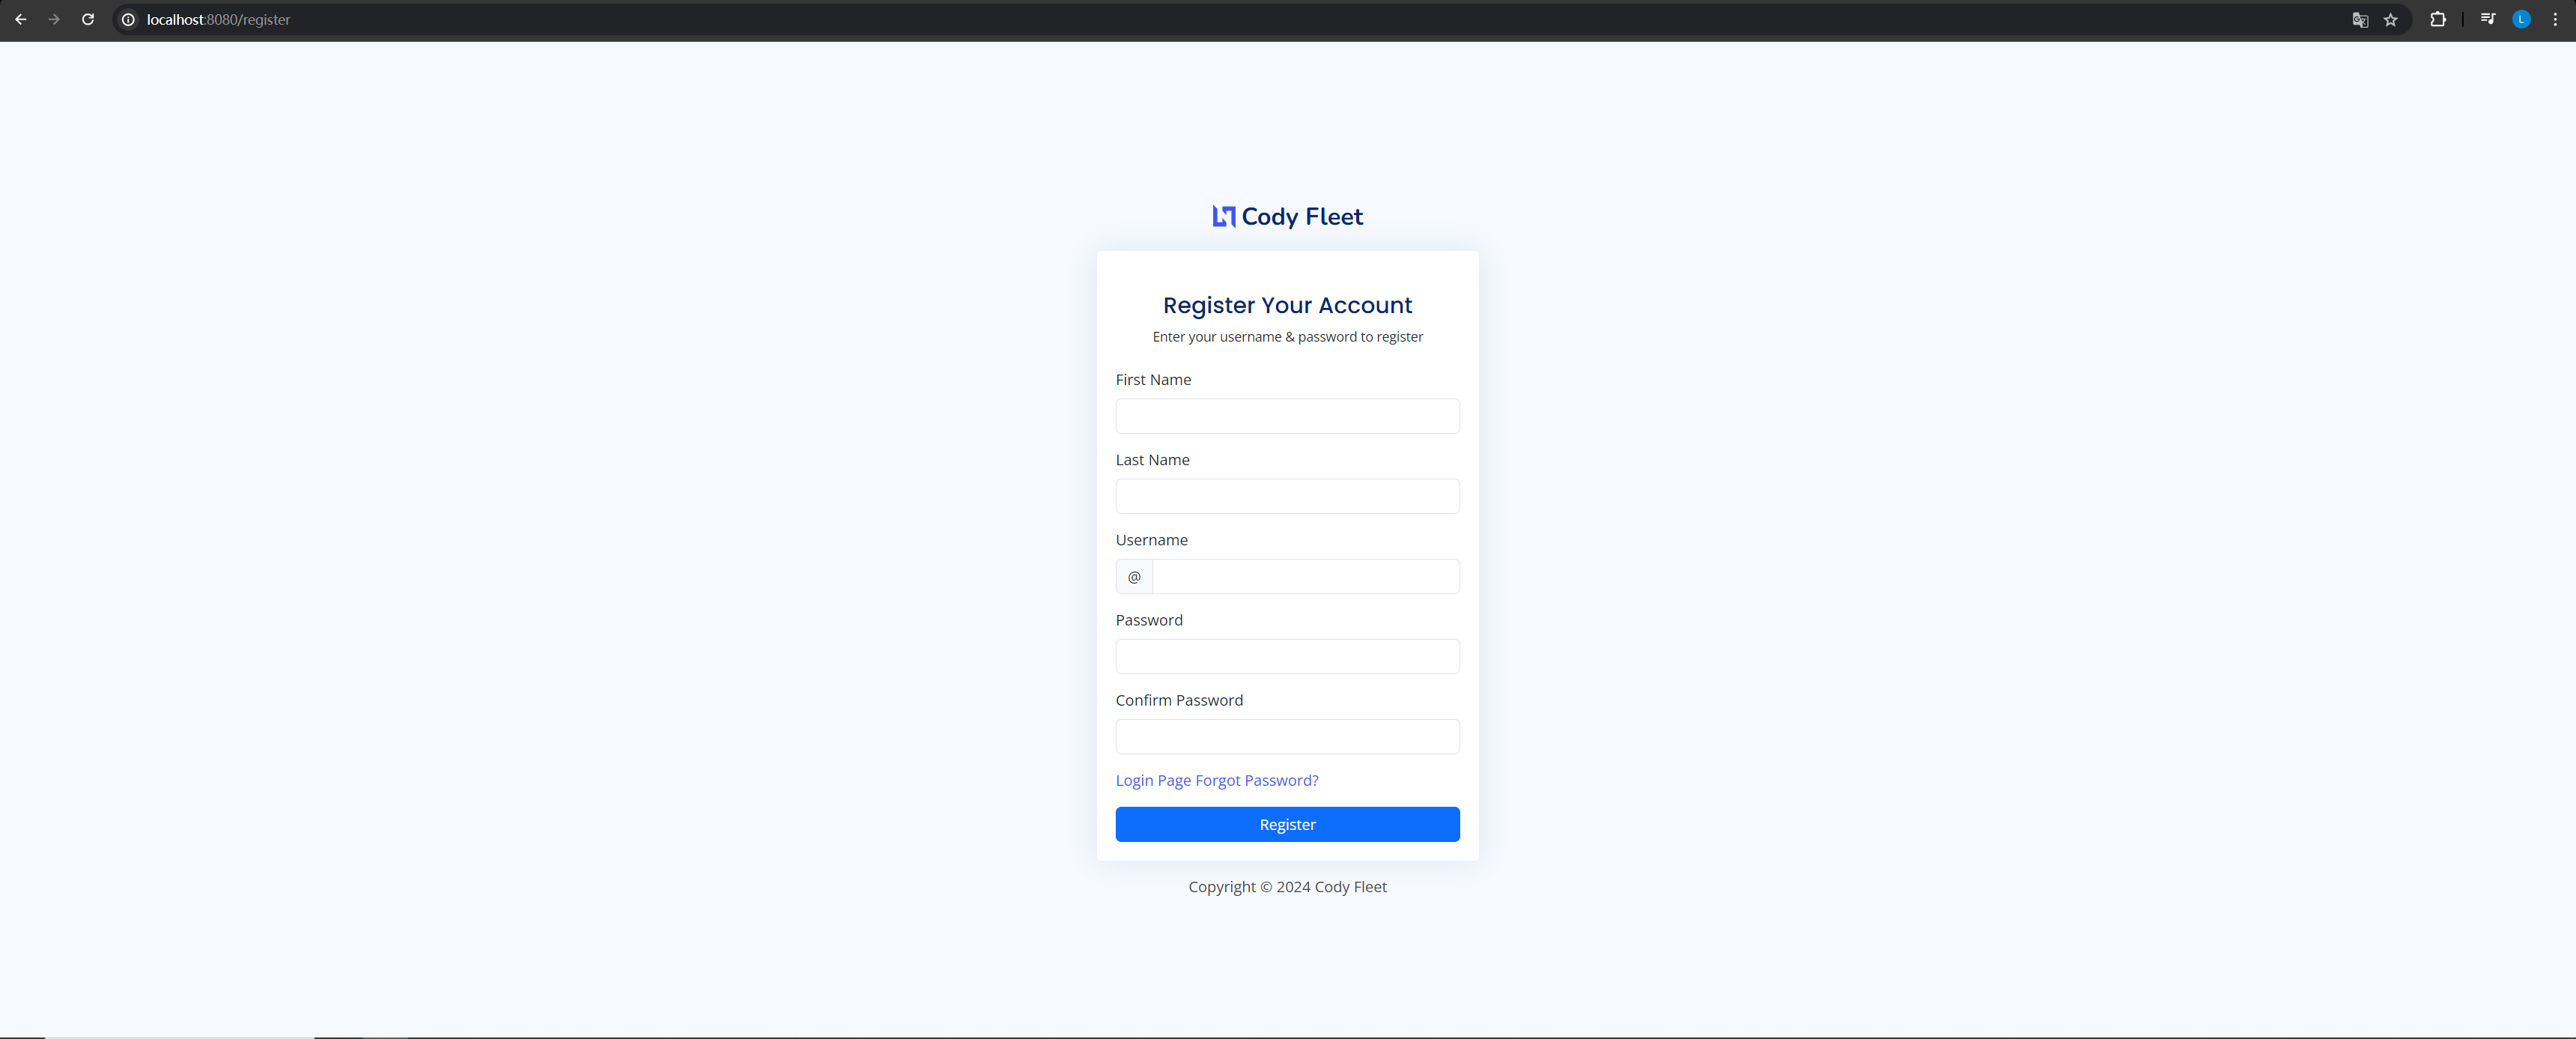 localhost:8080/register
L
Cody Fleet
Register Your Account
Enter your username & password to register
First Name
Last Name
Username
@
Password
Confirm Password
Login Page Forgot Password?
Register
Copyright © 2024 Cody Fleet